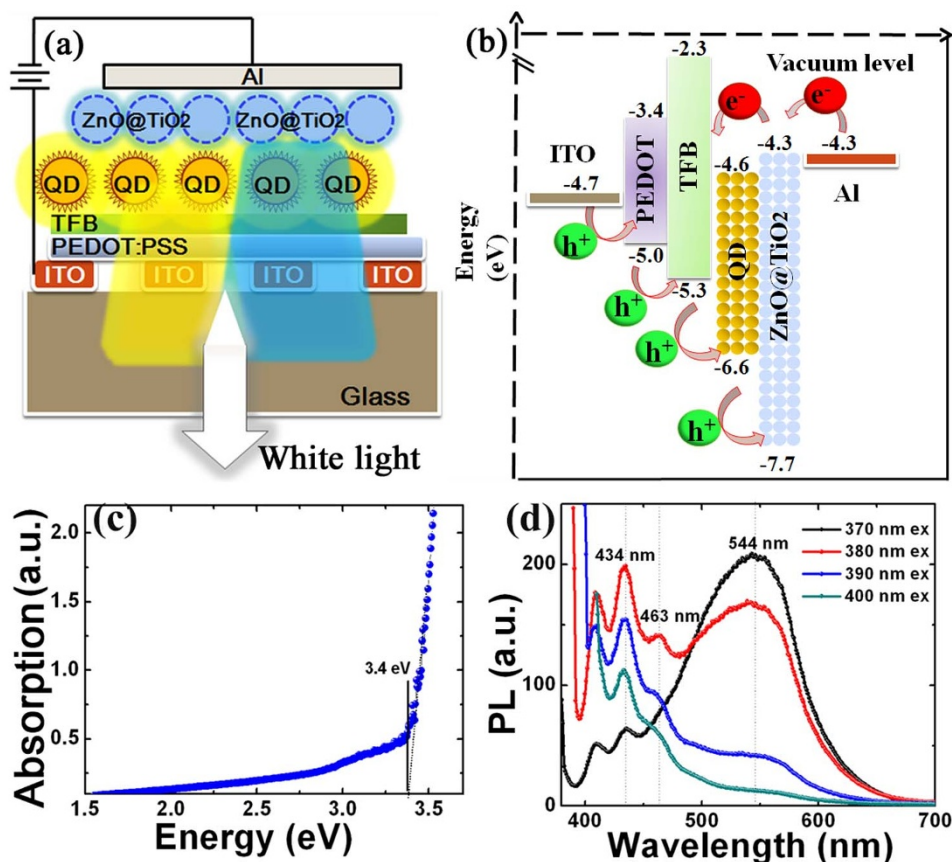 (a)
Al
ZnO@TiO2 ZnO@TiO2
QD QD QD QD QD
TFB
PEDOT:PSS
ITO ITO ITO ITO
Glass
White light
(b)
-2.3
Vacuum level
-3.4
e-
e-
ITO
-4.7
PEDOT
TFB
-4.6
-4.3
-4.3
Al
Energy
(eV)
h+
-5.0
-5.3
QD
ZnO@TiO2
h+
h+
-6.6
h+
-7.7
(c)
Absorption (a.u.)
2.0
1.5
1.0
0.5
3.4 eV
1.5 2.0 2.5 3.0 3.5
Energy (eV)
(d)
PL (a.u.)
200
100
0
434 nm
463 nm
544 nm
370 nm ex
380 nm ex
390 nm ex
400 nm ex
400 500 600 700
Wavelength (nm)